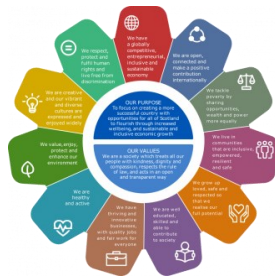 OUR PURPOSE
To focus on creating a more
successful country with
opportunities for all of Scotland
to flourish through increased
wellbeing, and sustainable and
inclusive economic growth
OUR VALUES
We are a society which treats all our
people with kindness, dignity and
compassion, respects the rule
of law, and acts in an open
and transparent way
We have
a globally
competitive,
entrepreneurial,
inclusive and
sustainable
economy
We are open,
connected and
make a positive
contribution
internationally
We tackle
poverty by
sharing
opportunities,
wealth and power
more equally
We live in
communities
that are inclusive,
empowered,
resilient
and safe
We grow up
loved, safe and
respected so
that we
realise our
full potential
We are well
educated,
skilled and
able to
contribute
to society
We have
thriving and
innovative
businesses,
with quality jobs
and fair work for
everyone
We are
healthy
and active
We value, enjoy,
protect and
enhance our
environment
We are creative
and our vibrant
and diverse
cultures are
expressed and
enjoyed widely
We respect,
protect and
fulfil human
rights and
live free from
discrimination